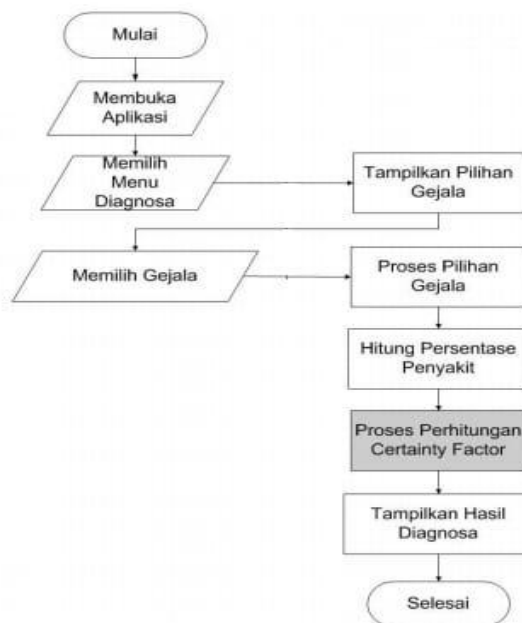 Mulai
Membuka
Aplikasi
Memilih
Menu
Diagnosa
Tampilkan Pilihan
Gejala
Memilih Gejala
Proses Pilihan
Gejala
Hitung Persentase
Penyakit
Proses Perhitungan
Certainty Factor
Tampilkan Hasil
Diagnosa
Selesai